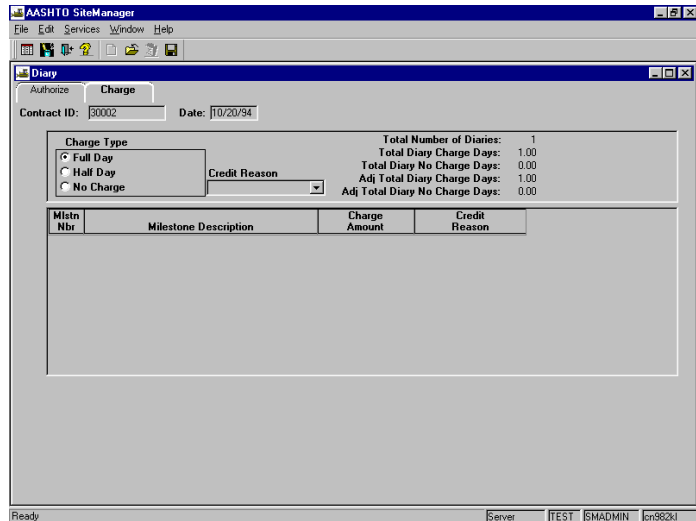 AASHTO SiteManager
File Edit Services Window Help
Diary
Authorize Charge
Contract ID: 30002 Date: 10/20/94
Charge Type
Full Day
Half Day
No Charge
Credit Reason
Total Number of Diaries: 1
Total Diary Charge Days: 1.00
Total Diary No Charge Days: 0.00
Adj Total Diary Charge Days: 1.00
Adj Total Diary No Charge Days: 0.00
Mlstn Nbr
Milestone Description
Charge Amount
Credit Reason
Ready Server TEST SMADMIN cn982kl